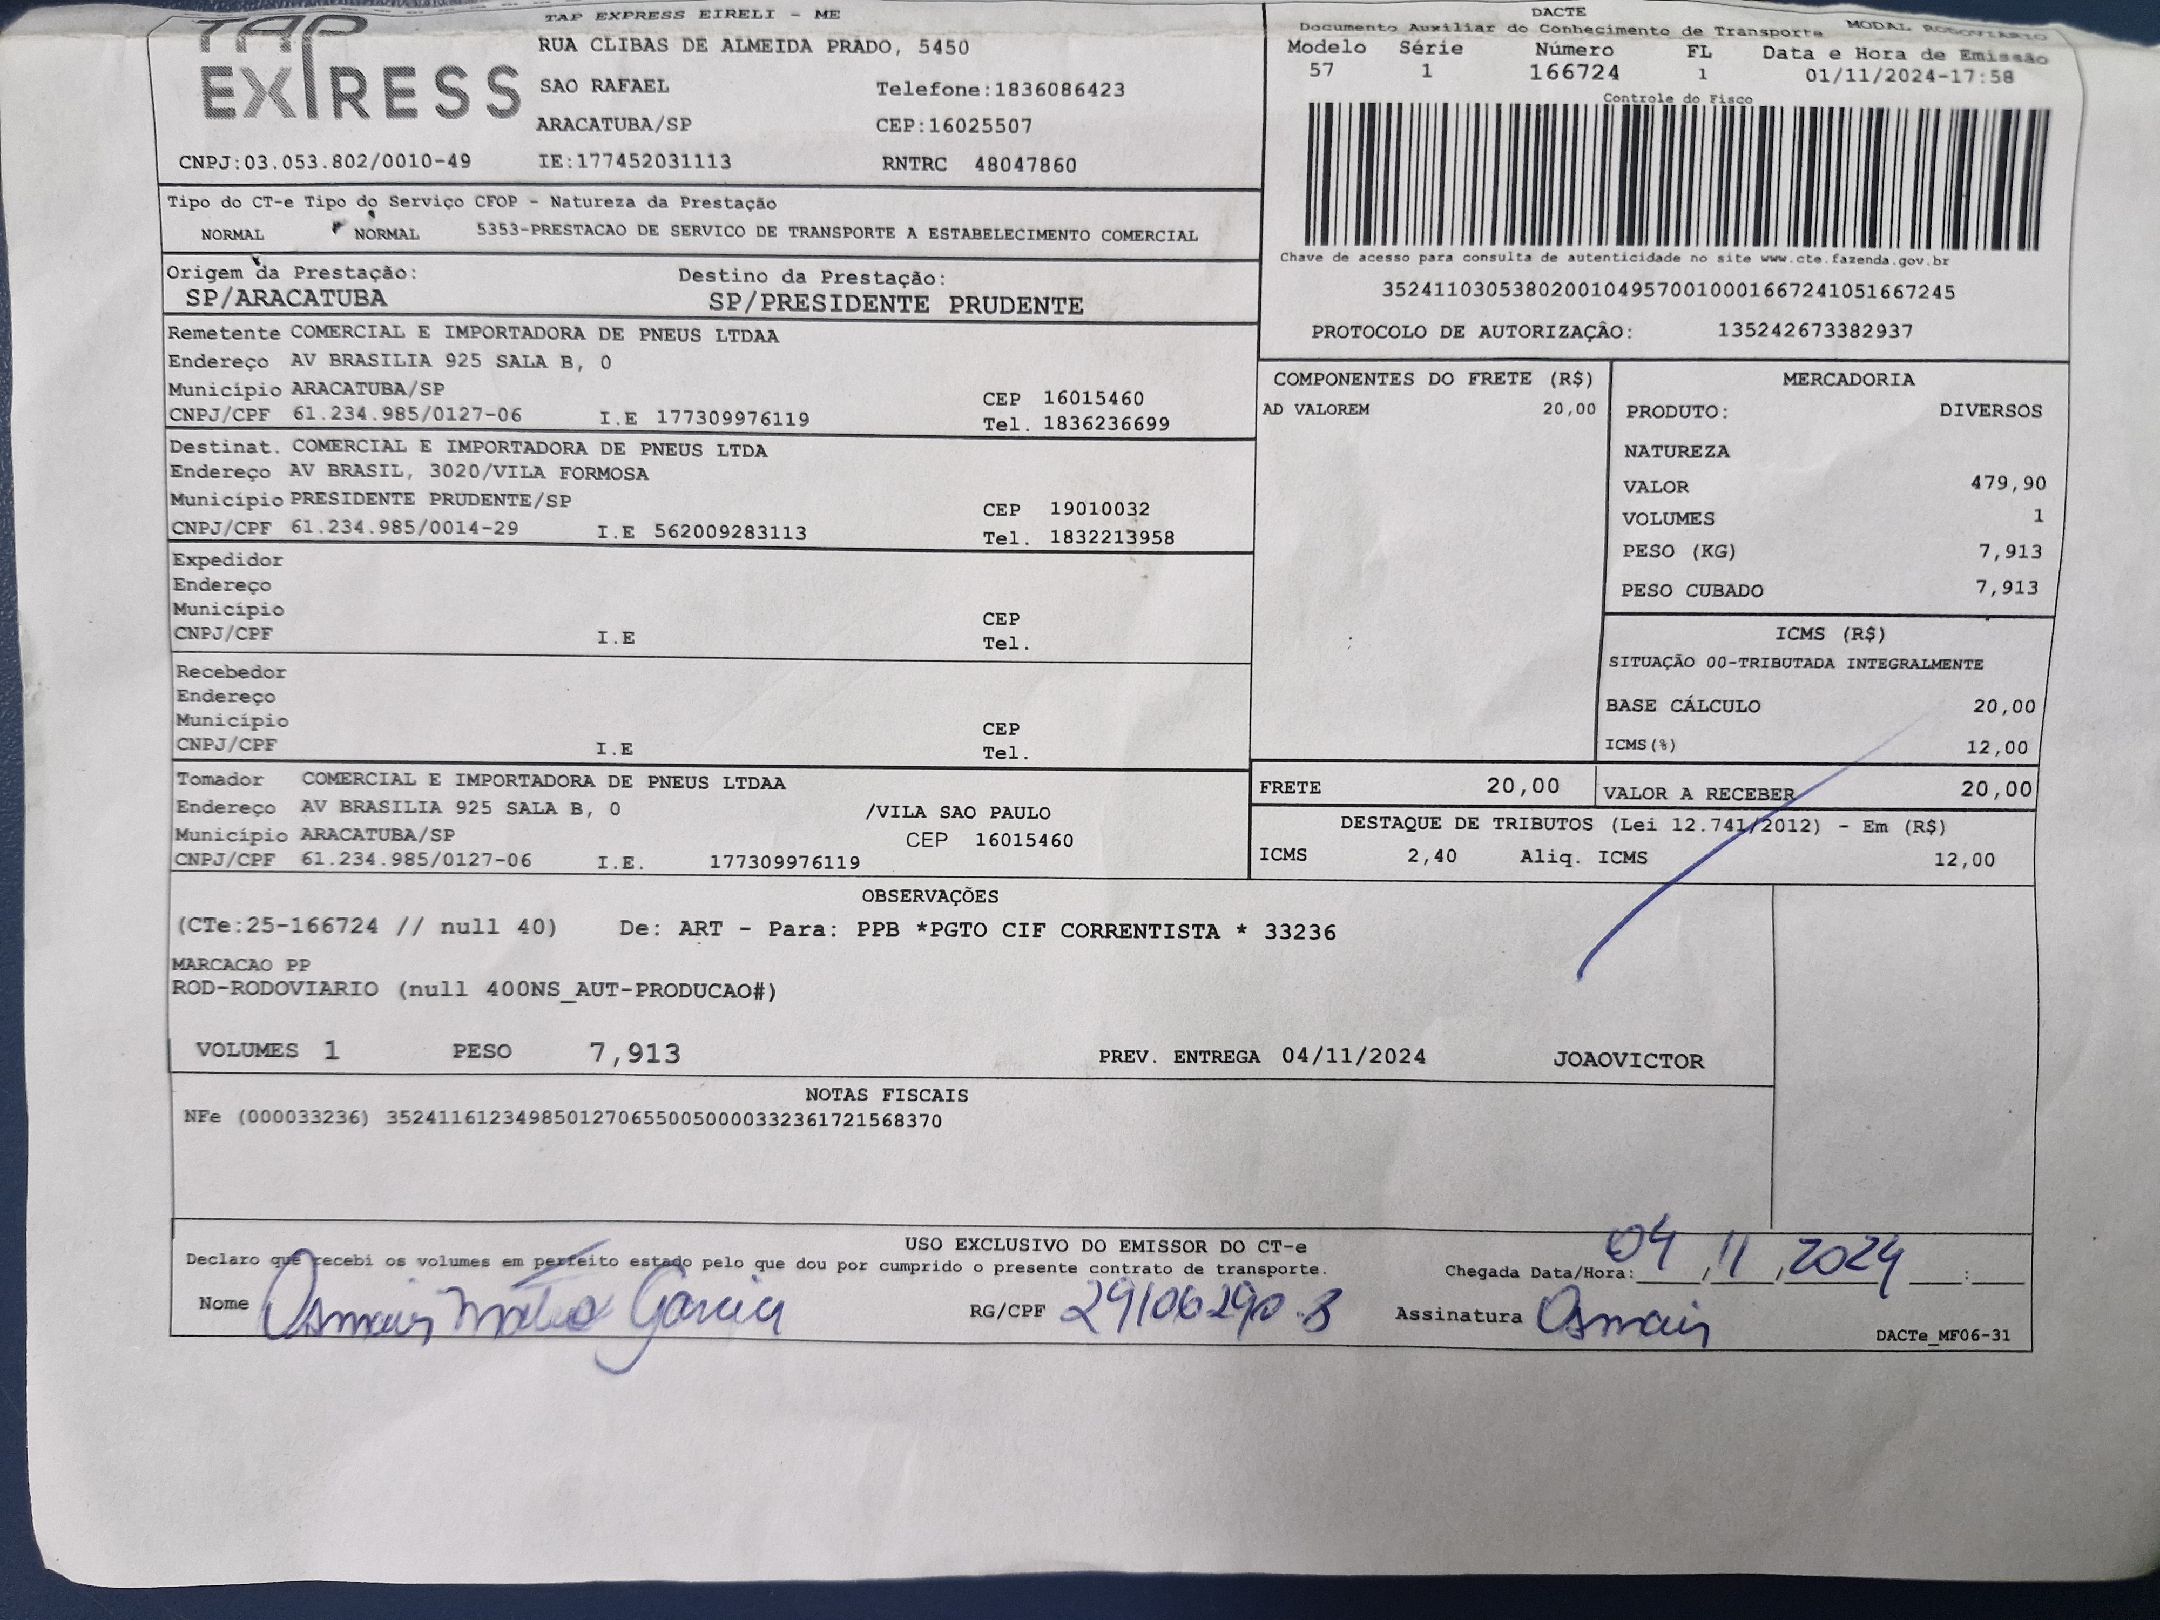 TAP EXPRESS
TAP EXPRESS EIRELI - ME
RUA CLIBAS DE ALMEIDA PRADO, 5450
SAO RAFAEL Telefone:1836086423
ARACATUBA/SP CEP:16025507
CNPJ:03.053.802/0010-49 IE:177452031113 RNTRC 48047860
DACTE
Documento Auxiliar do Conhecimento de Transporte MODAL RODOVIARIO
Modelo Série Número FL Data e Hora de Emissão
57 1 166724 1 01/11/2024-17:58
Controle do Fisco
Chave de acesso para consulta de autenticidade no site www.cte.fazenda.gov.br
35241103053802001049570010001667241051667245
PROTOCOLO DE AUTORIZAÇÃO: 135242673382937
Tipo do CT-e Tipo do Serviço CFOP - Natureza da Prestação
NORMAL NORMAL 5353-PRESTACAO DE SERVICO DE TRANSPORTE A ESTABELECIMENTO COMERCIAL
Origem da Prestação: Destino da Prestação:
SP/ARACATUBA SP/PRESIDENTE PRUDENTE
Remetente COMERCIAL E IMPORTADORA DE PNEUS LTDAA
Endereço AV BRASILIA 925 SALA B, 0
Município ARACATUBA/SP CEP 16015460
CNPJ/CPF 61.234.985/0127-06 I.E 177309976119 Tel. 1836236699
Destinat. COMERCIAL E IMPORTADORA DE PNEUS LTDA
Endereço AV BRASIL, 3020/VILA FORMOSA
Município PRESIDENTE PRUDENTE/SP CEP 19010032
CNPJ/CPF 61.234.985/0014-29 I.E 562009283113 Tel. 1832213958
Expedidor
Endereço
Município CEP
CNPJ/CPF I.E Tel.
Recebedor
Endereço
Município CEP
CNPJ/CPF I.E Tel.
Tomador COMERCIAL E IMPORTADORA DE PNEUS LTDAA
Endereço AV BRASILIA 925 SALA B, 0 /VILA SAO PAULO
Município ARACATUBA/SP CEP 16015460
CNPJ/CPF 61.234.985/0127-06 I.E. 177309976119
COMPONENTES DO FRETE (R$)
AD VALOREM 20,00
MERCADORIA
PRODUTO: DIVERSOS
NATUREZA
VALOR 479,90
VOLUMES 1
PESO (KG) 7,913
PESO CUBADO 7,913
ICMS (R$)
SITUAÇÃO 00-TRIBUTADA INTEGRALMENTE
BASE CÁLCULO 20,00
ICMS(%) 12,00
FRETE 20,00 VALOR A RECEBER 20,00
DESTAQUE DE TRIBUTOS (Lei 12.741/2012) - Em (R$)
ICMS 2,40 Aliq. ICMS 12,00
OBSERVAÇÕES
(CTe:25-166724 // null 40) De: ART - Para: PPB *PGTO CIF CORRENTISTA * 33236
MARCACAO PP
ROD-RODOVIARIO (null 400NS_AUT-PRODUCAO#)
VOLUMES 1 PESO 7,913 PREV. ENTREGA 04/11/2024 JOAOVICTOR
NOTAS FISCAIS
NFe (000033236) 35241161234985012706550050000332361721568370
USO EXCLUSIVO DO EMISSOR DO CT-e
Declaro que recebi os volumes em perfeito estado pelo que dou por cumprido o presente contrato de transporte. Chegada Data/Hora: 04,11,2024 :
Nome Osmair Garcia RG/CPF 29106290.8 Assinatura Osmair
DACTe_MF06-31